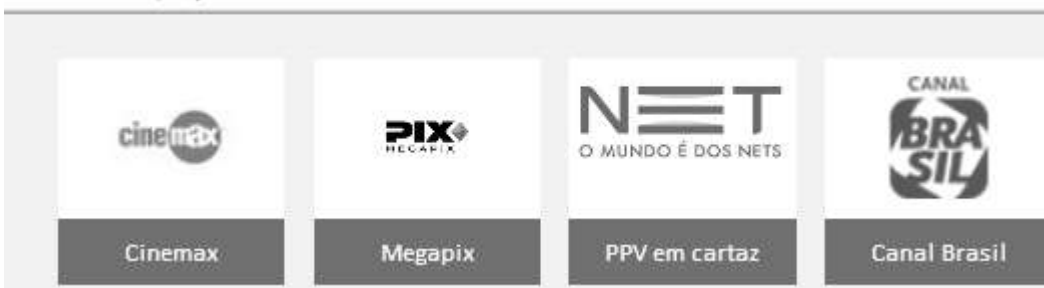 cinemax
PIX
MEGAPIX
NET
O MUNDO É DOS NETS
CANAL
BRA
SIL
Cinemax
Megapix
PPV em cartaz
Canal Brasil